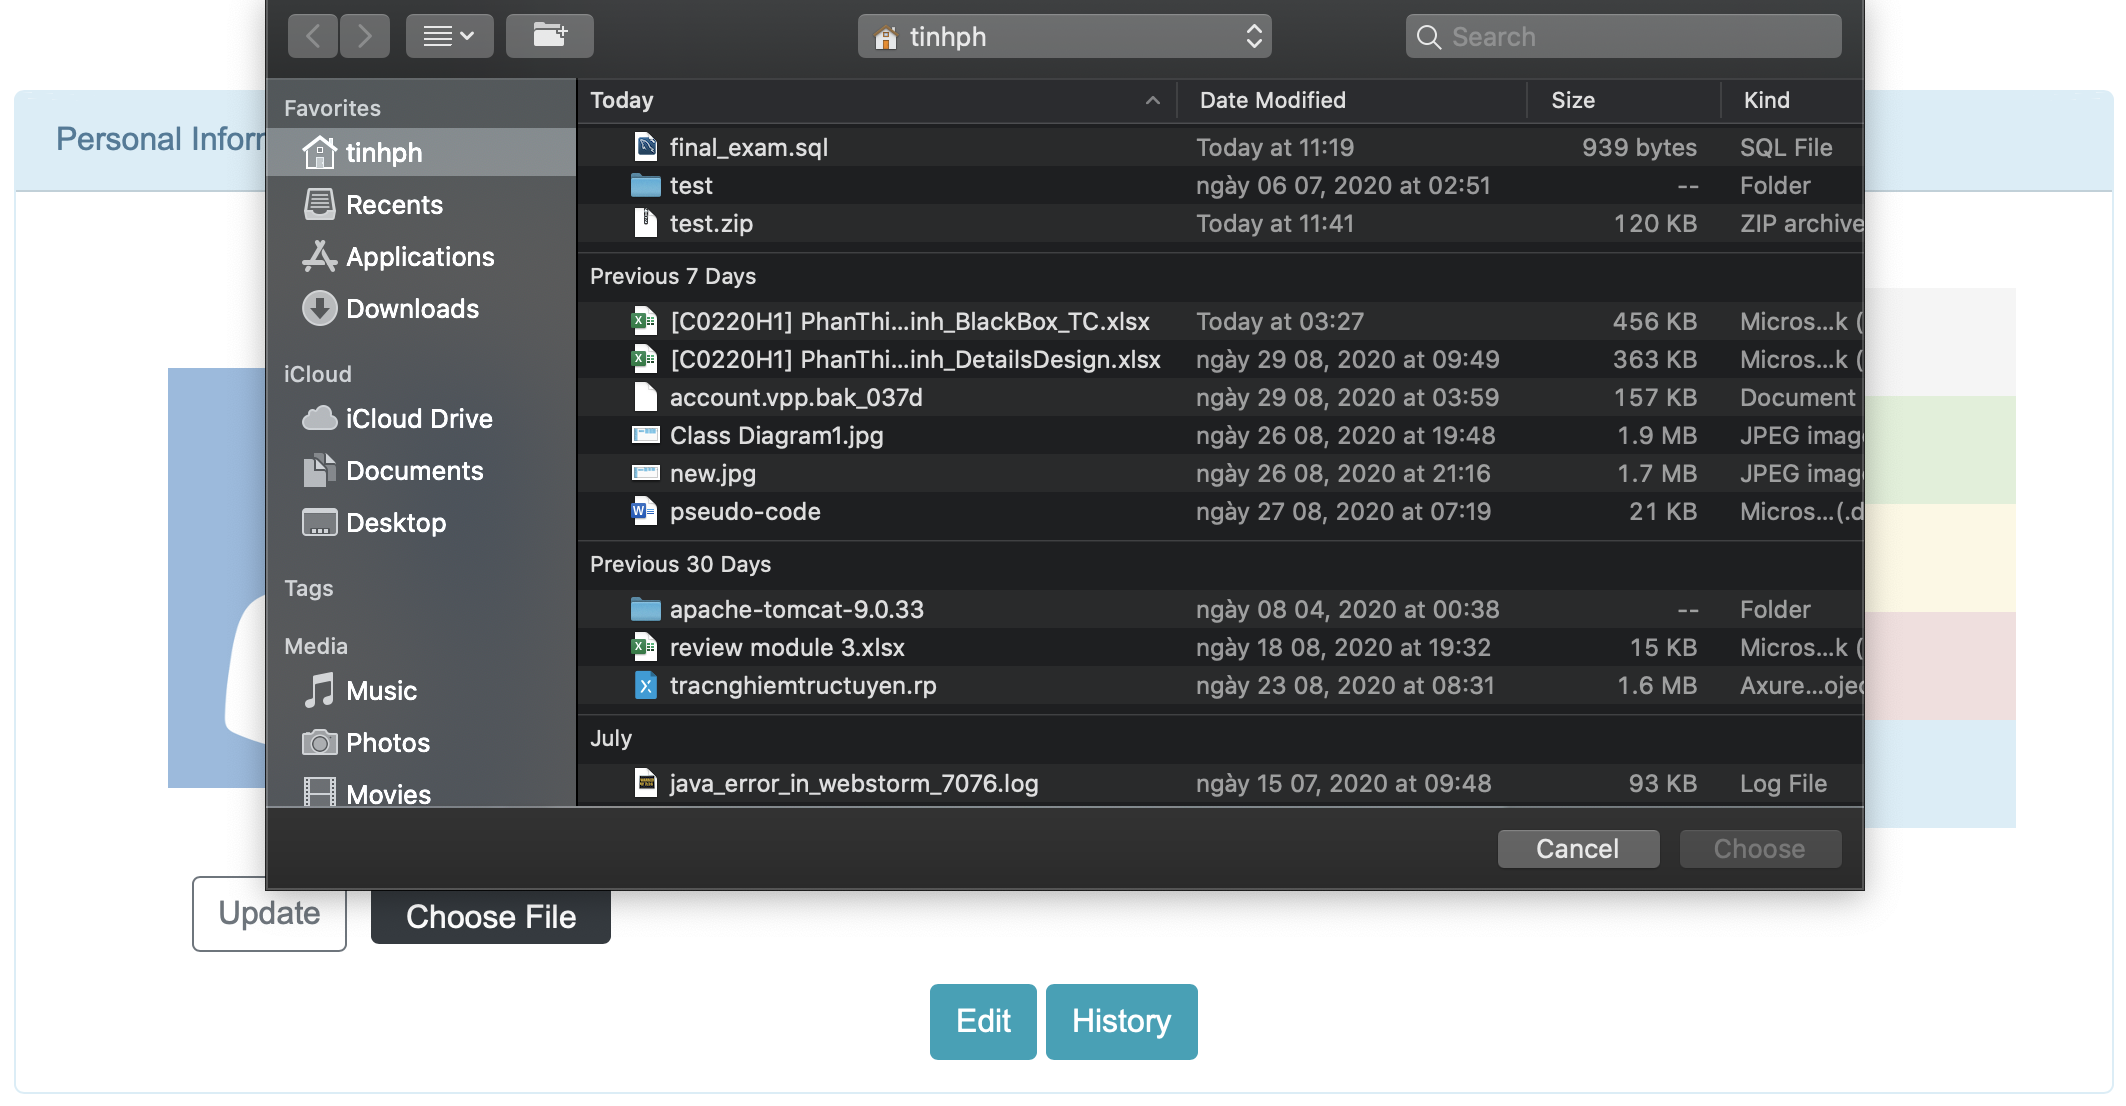 tinhph
Search
Personal Infor
Favorites
tinhph
Recents
Applications
Downloads
iCloud
iCloud Drive
Documents
Desktop
Tags
Media
Music
Photos
Movies
Today Date Modified Size Kind
final_exam.sql Today at 11:19 939 bytes SQL File
test ngày 06 07, 2020 at 02:51 -- Folder
test.zip Today at 11:41 120 KB ZIP archive
Previous 7 Days
[C0220H1] PhanThi...inh_BlackBox_TC.xlsx Today at 03:27 456 KB Micros...k (
[C0220H1] PhanThi...inh_DetailsDesign.xlsx ngày 29 08, 2020 at 09:49 363 KB Micros...k (
account.vpp.bak_037d ngày 29 08, 2020 at 03:59 157 KB Document
Class Diagram1.jpg ngày 26 08, 2020 at 19:48 1.9 MB JPEG imag
new.jpg ngày 26 08, 2020 at 21:16 1.7 MB JPEG imag
pseudo-code ngày 27 08, 2020 at 07:19 21 KB Micros...(.d
Previous 30 Days
apache-tomcat-9.0.33 ngày 08 04, 2020 at 00:38 -- Folder
review module 3.xlsx ngày 18 08, 2020 at 19:32 15 KB Micros...k (
tracnghiemtructuyen.rp ngày 23 08, 2020 at 08:31 1.6 MB Axure...ojec
July
java_error_in_webstorm_7076.log ngày 15 07, 2020 at 09:48 93 KB Log File
Cancel Choose
Update Choose File
Edit History